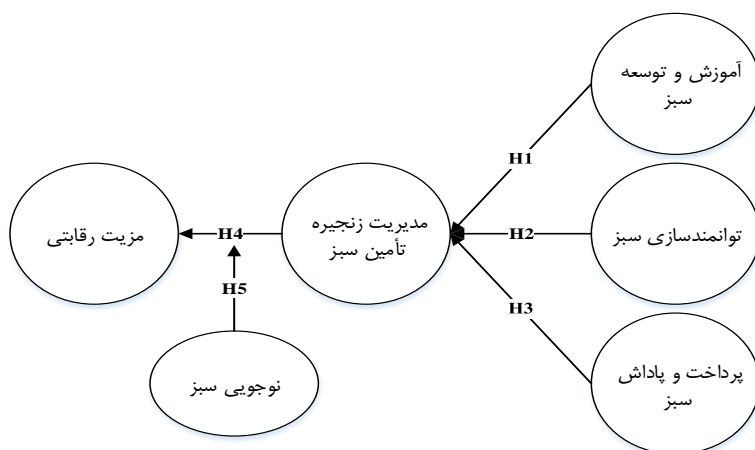 آموزش و توسعه
سبز
H1
توانمندسازی سبز
H2
مدیریت زنجیره
تأمین سبز
H4
مزیت رقابتی
H3
پرداخت و پاداش
سبز
H5
نوجویی سبز